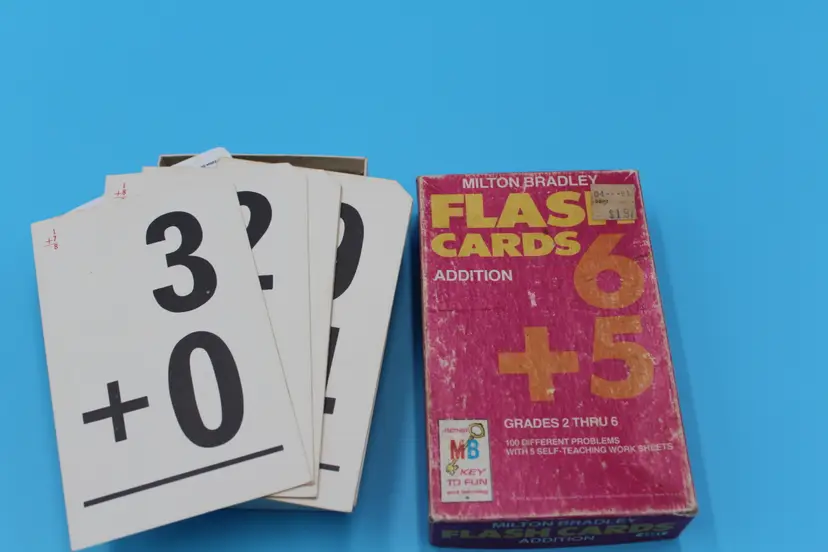 3
+0
2
MILTON BRADLEY
FLASH
CARDS
ADDITION
6
+5
GRADES 2 THRU 6
100 DIFFERENT PROBLEMS
WITH 5 SELF-TEACHING WORK SHEETS
MB
KEY
TO FUN
MILTON BRADLEY
FLASH CARDS
ADDITION